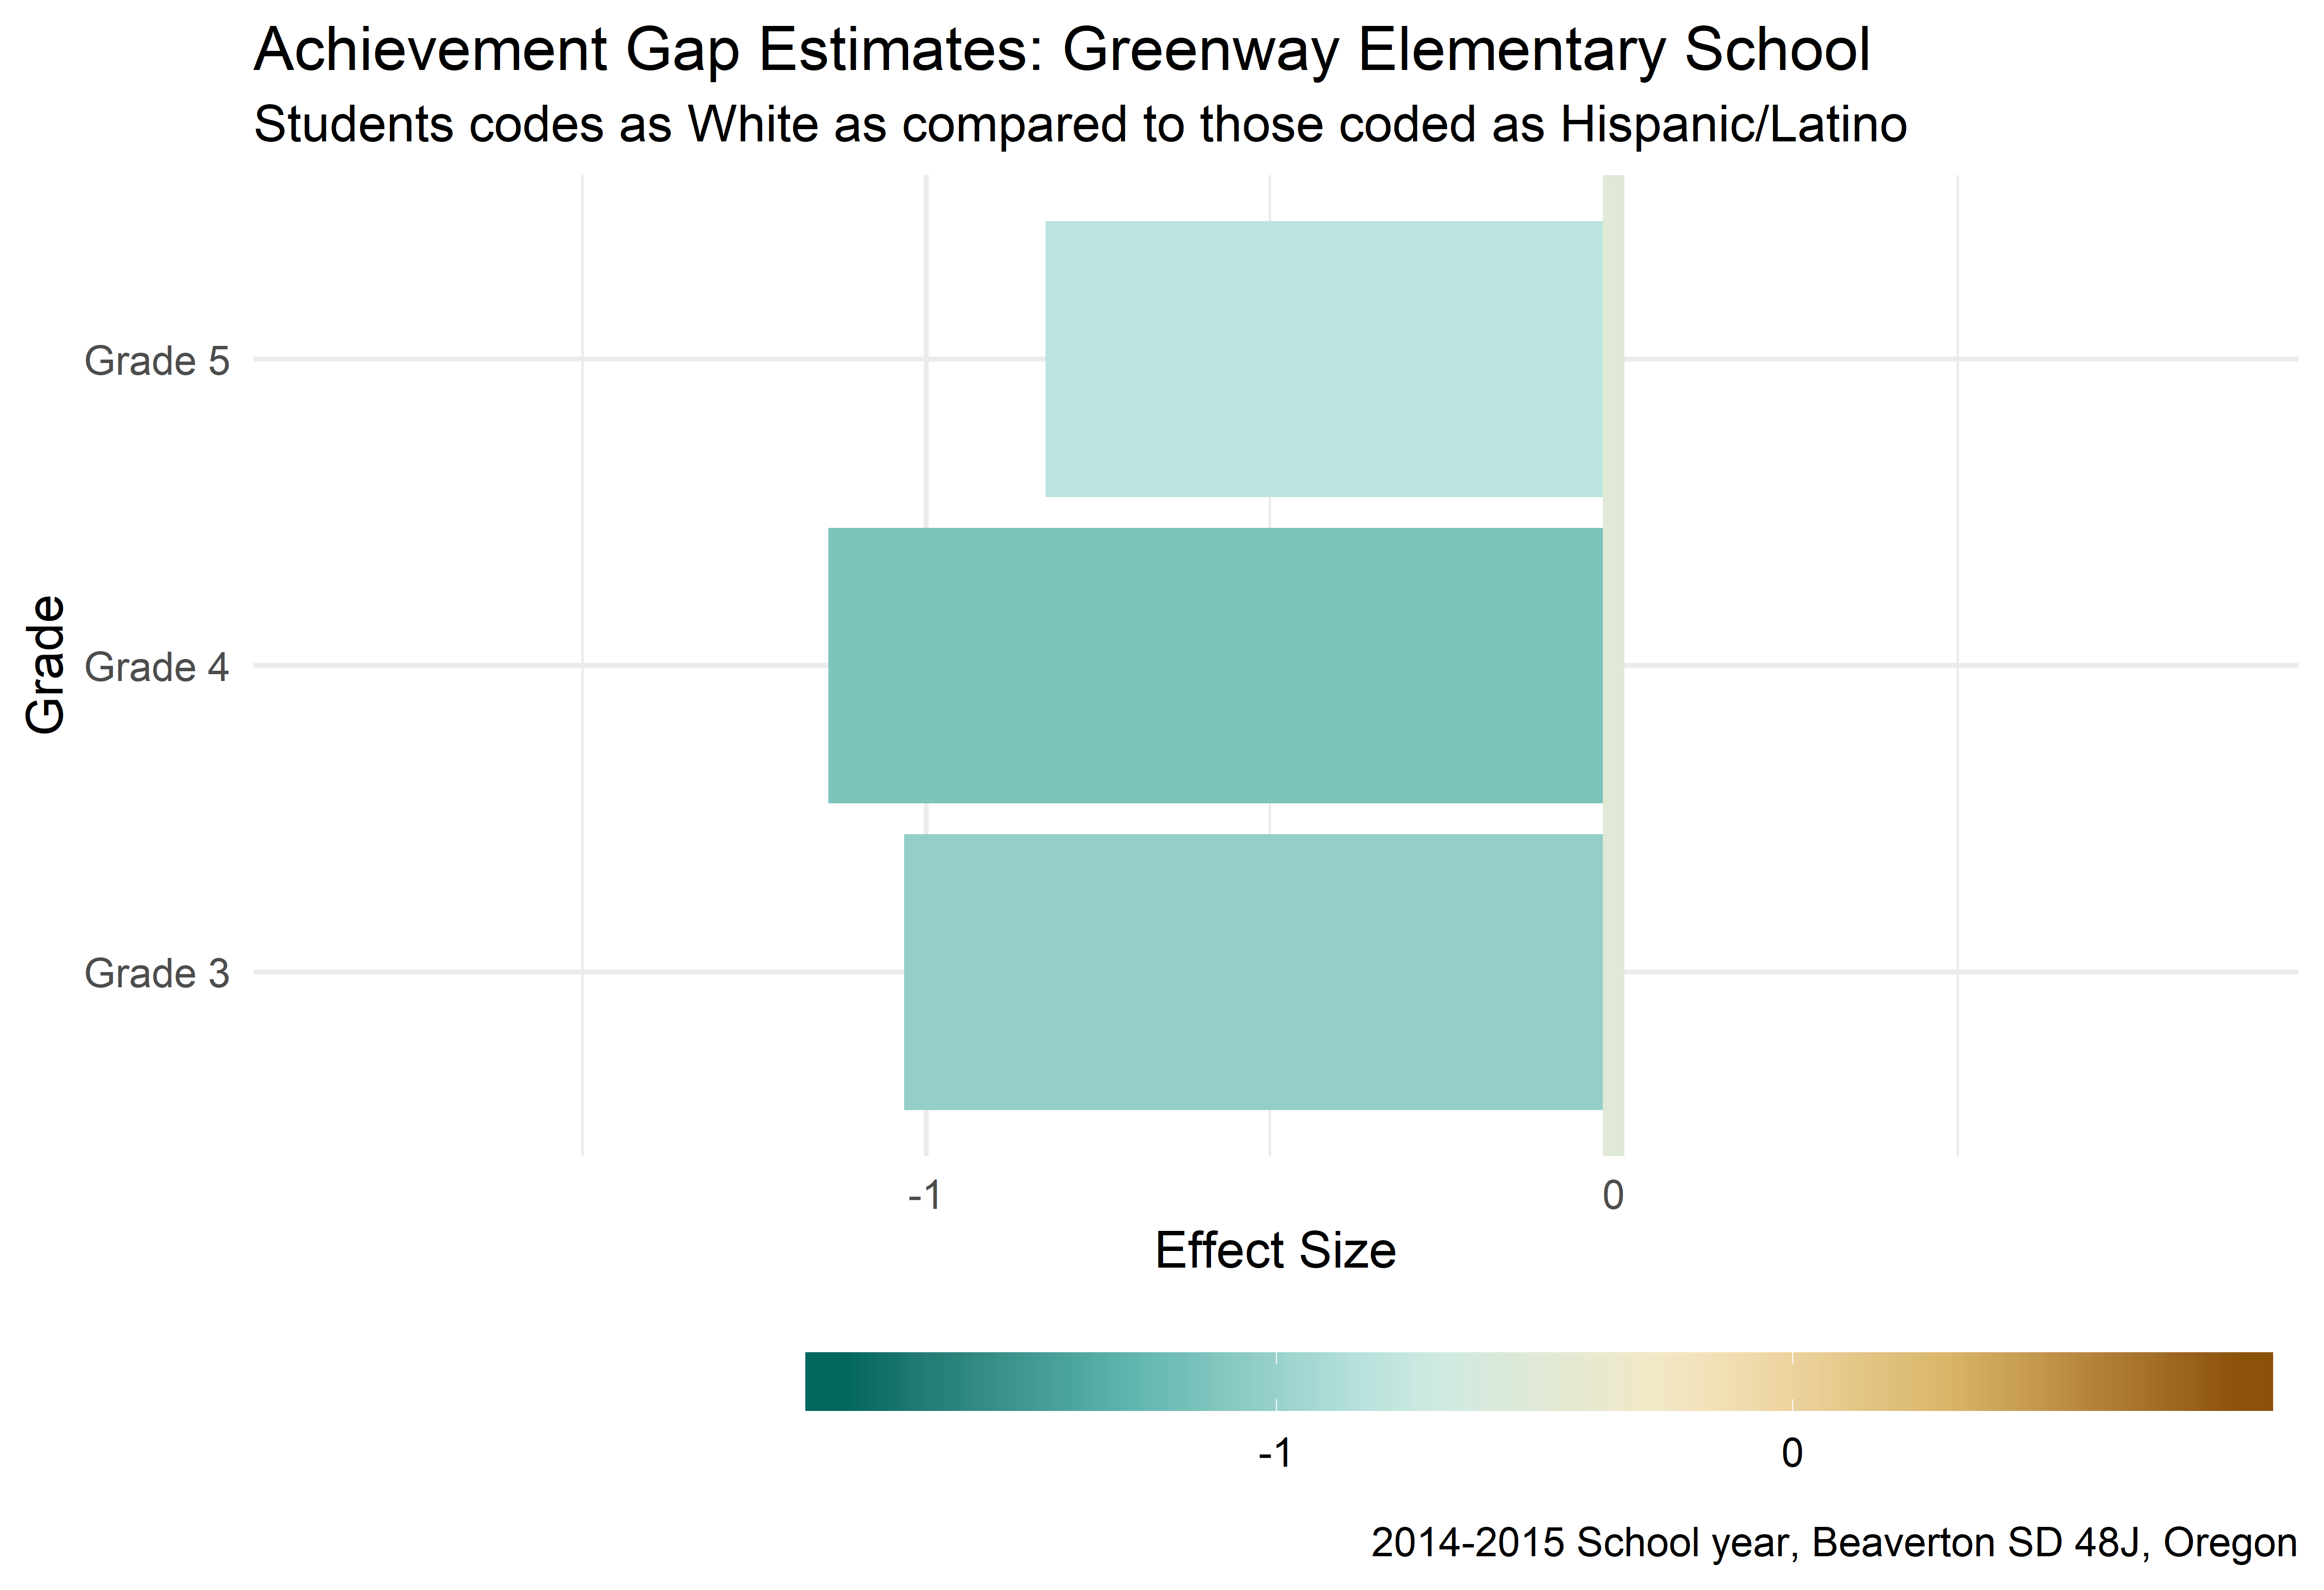 Achievement Gap Estimates: Greenway Elementary School
Students codes as White as compared to those coded as Hispanic/Latino
Grade
Grade 5
Grade 4
Grade 3
-1
0
Effect Size
-1
0
2014-2015 School year, Beaverton SD 48J, Oregon